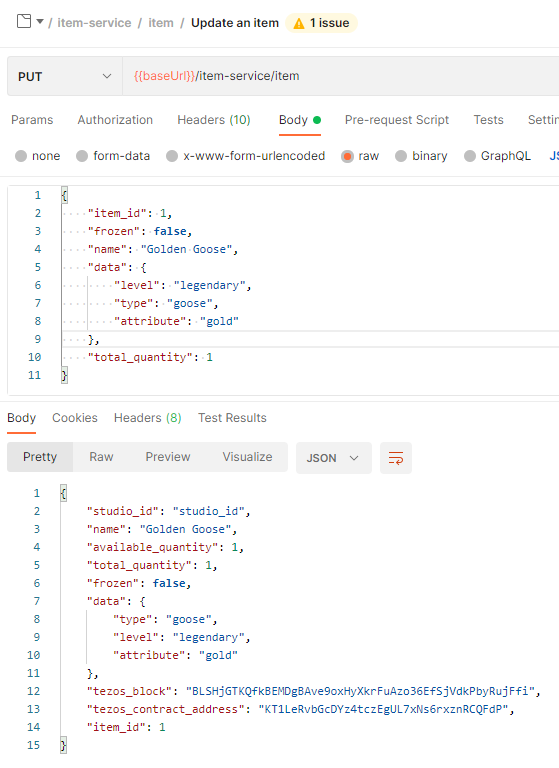 / item-service / item / Update an item 1 issue
PUT {{baseUrl}}/item-service/item
Params Authorization Headers (10) Body Pre-request Script Tests Settin
none form-data x-www-form-urlencoded raw binary GraphQL JS
1 {
2 "item_id": 1,
3 "frozen": false,
4 "name": "Golden Goose",
5 "data": {
6 "level": "legendary",
7 "type": "goose",
8 "attribute": "gold"
9 },
10 "total_quantity": 1
11 }
Body Cookies Headers (8) Test Results
Pretty Raw Preview Visualize JSON
1 {
2 "studio_id": "studio_id",
3 "name": "Golden Goose",
4 "available_quantity": 1,
5 "total_quantity": 1,
6 "frozen": false,
7 "data": {
8 "type": "goose",
9 "level": "legendary",
10 "attribute": "gold"
11 },
12 "tezos_block": "BLSHjGTKQfkBEMDgBAve9oxHyXkrFuAzo36EfSjVdkPbyRujFfi",
13 "tezos_contract_address": "KT1LeRvbGcDYz4tczEgUL7xNs6rxznRCQFdP",
14 "item_id": 1
15 }